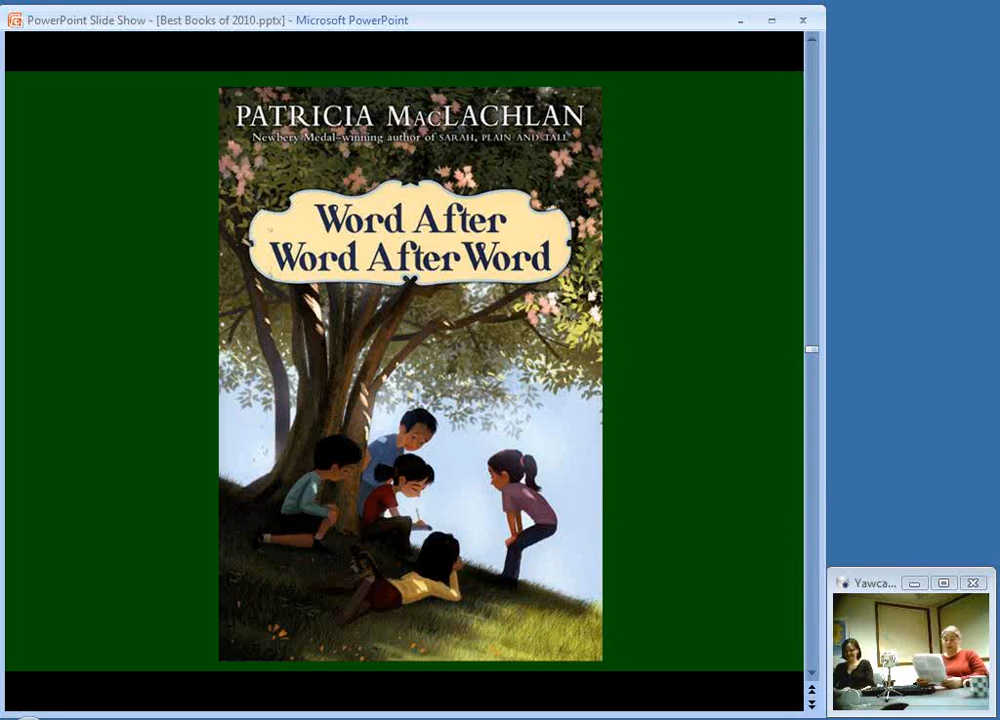 PowerPoint Slide Show - [Best Books of 2010.pptx] - Microsoft PowerPoint
PATRICIA MACLACHLAN
Newbery Medal-winning author of SARAH, PLAIN AND TALL
Word After
Word After Word
Yawca...